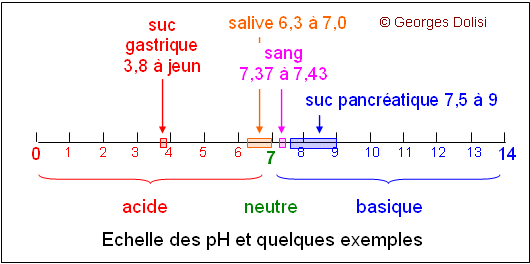 © Georges Dolisi
suc
gastrique
3,8 à jeun
salive 6,3 à 7,0
sang
7,37 à 7,43
suc pancréatique 7,5 à 9
0 1 2 3 4 5 6 7 8 9 10 11 12 13 14
acide neutre basique
Echelle des pH et quelques exemples